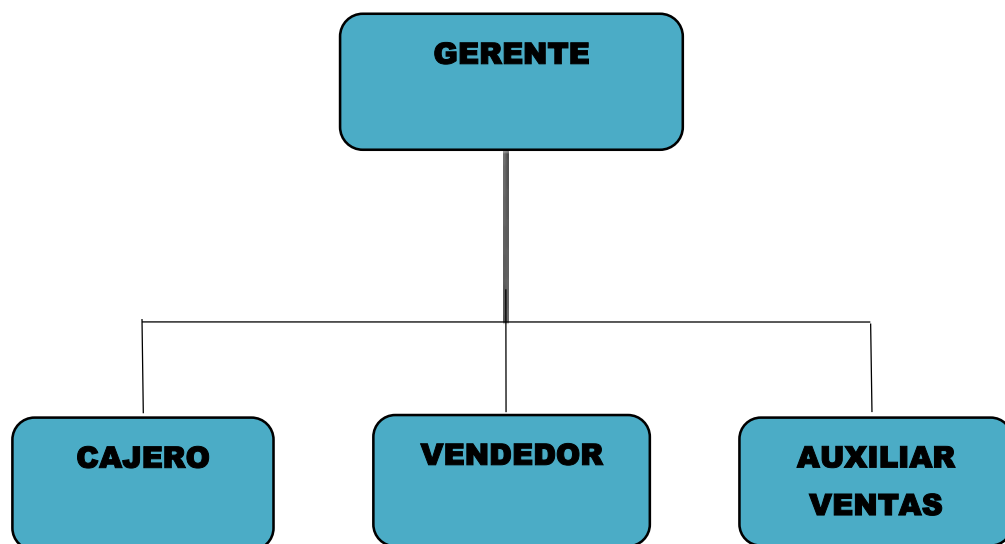 GERENTE
CAJERO
VENDEDOR
AUXILIAR
VENTAS